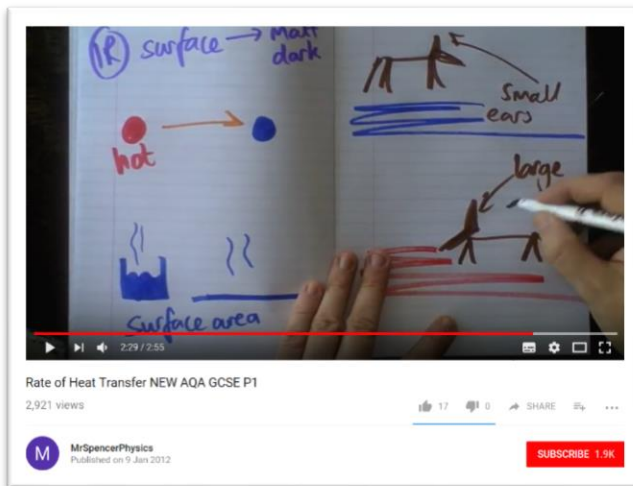 IR surface → Matt
dark
hot
small
ears
large
surface area
2:29 / 2:55
Rate of Heat Transfer NEW AQA GCSE P1
2,921 views
17
0
SHARE
M
MrSpencerPhysics
Published on 9 Jan 2012
SUBSCRIBE 1.9K